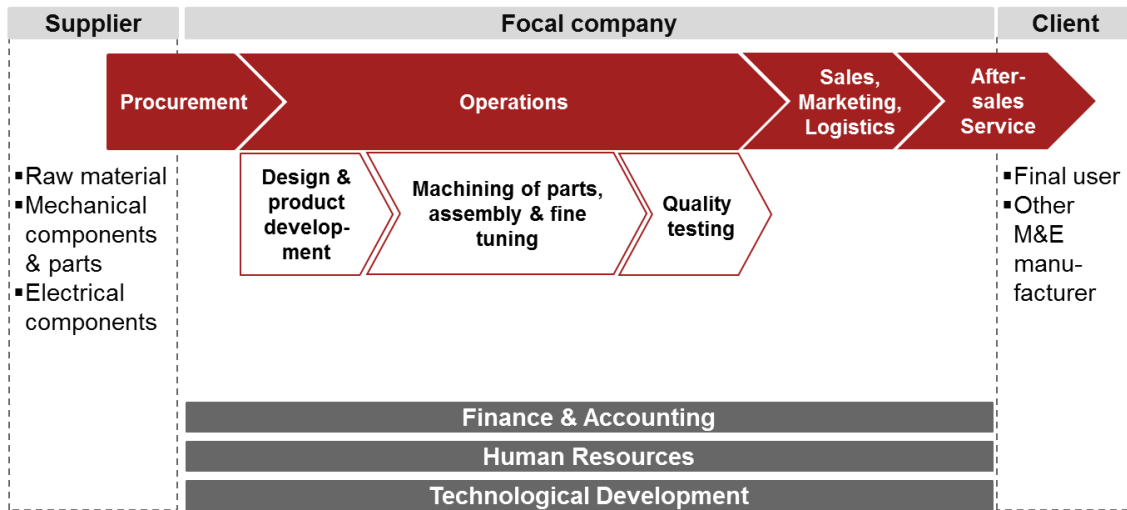 Supplier
Focal company
Client
Procurement
Operations
Sales,
Marketing,
Logistics
After-
sales
Service
▪Raw material
▪Mechanical
components
& parts
▪Electrical
components
Design &
product
develop-
ment
Machining of parts,
assembly & fine
tuning
Quality
testing
▪Final user
▪Other
M&E
manu-
facturer
Finance & Accounting
Human Resources
Technological Development